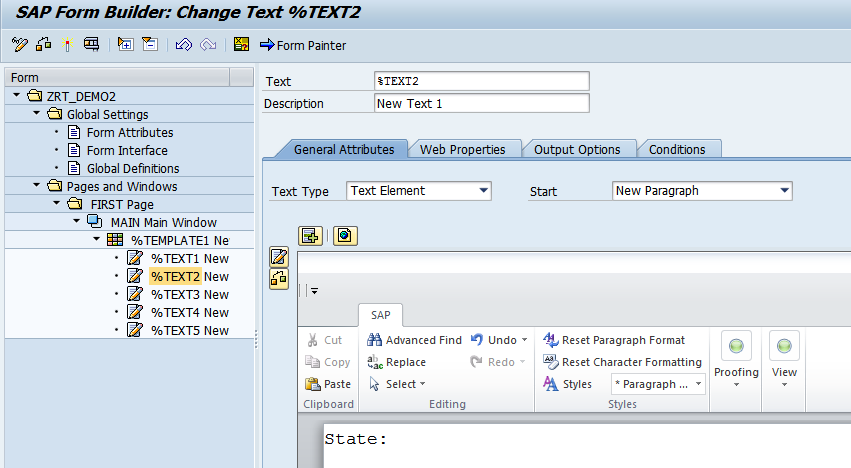 SAP Form Builder: Change Text %TEXT2
Form Painter
Form
ZRT_DEMO2
Global Settings
Form Attributes
Form Interface
Global Definitions
Pages and Windows
FIRST Page
MAIN Main Window
%TEMPLATE1 Ne
%TEXT1 New
%TEXT2 New
%TEXT3 New
%TEXT4 New
%TEXT5 New
Text %TEXT2
Description New Text 1
General Attributes Web Properties Output Options Conditions
Text Type Text Element Start New Paragraph
SAP
Cut Advanced Find Undo Reset Paragraph Format
Copy Replace Redo Reset Character Formatting
Paste Select Styles * Paragraph ... Proofing View
Clipboard Editing Styles
State: